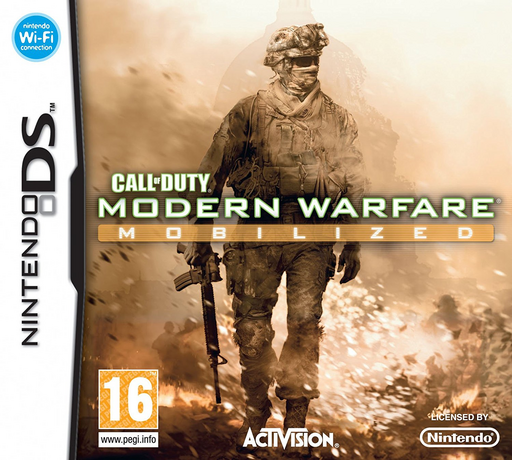 nintendo
Wi-Fi
connection
NINTENDO DS™
CALL OF DUTY
MODERN WARFARE®
MOBILIZED
16
www.pegi.info
ACTIVISION®
LICENSED BY
Nintendo®